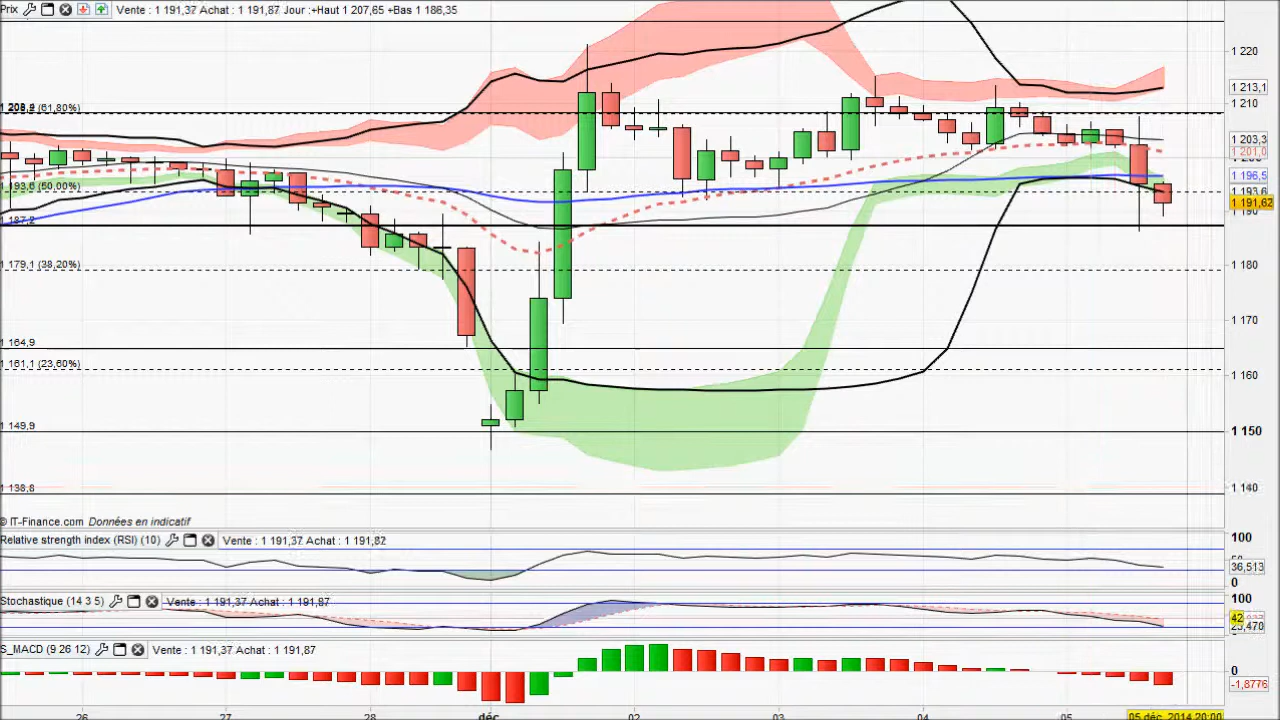 Prix Vente : 1 191,37 Achat : 1 191,87 Jour :+Haut 1 207,65 +Bas 1 186,35
1 220
1 213,1
1 210
(61,80%)
1 203,3
1 200
1 196,5
1 193,6 (50,00%)
1 193,6
1 191,62
1 190
1 187,2
1 179,1 (38,20%)
1 180
1 170
1 164,9
1 161,1 (23,60%)
1 160
1 149,9
1 150
1 138,8
1 140
© IT-Finance.com Données en indicatif
Relative strength index (RSI) (10) Vente : 1 191,37 Achat : 1 191,82
100
50
36,513
0
Stochastique (14 3 5) Vente : 1 191,37 Achat : 1 191,87
100
S_MACD (9 26 12) Vente : 1 191,37 Achat : 1 191,87
0
-1,8776
26 27 28 déc 02 03 04 05 05 déc. 2014 20:00